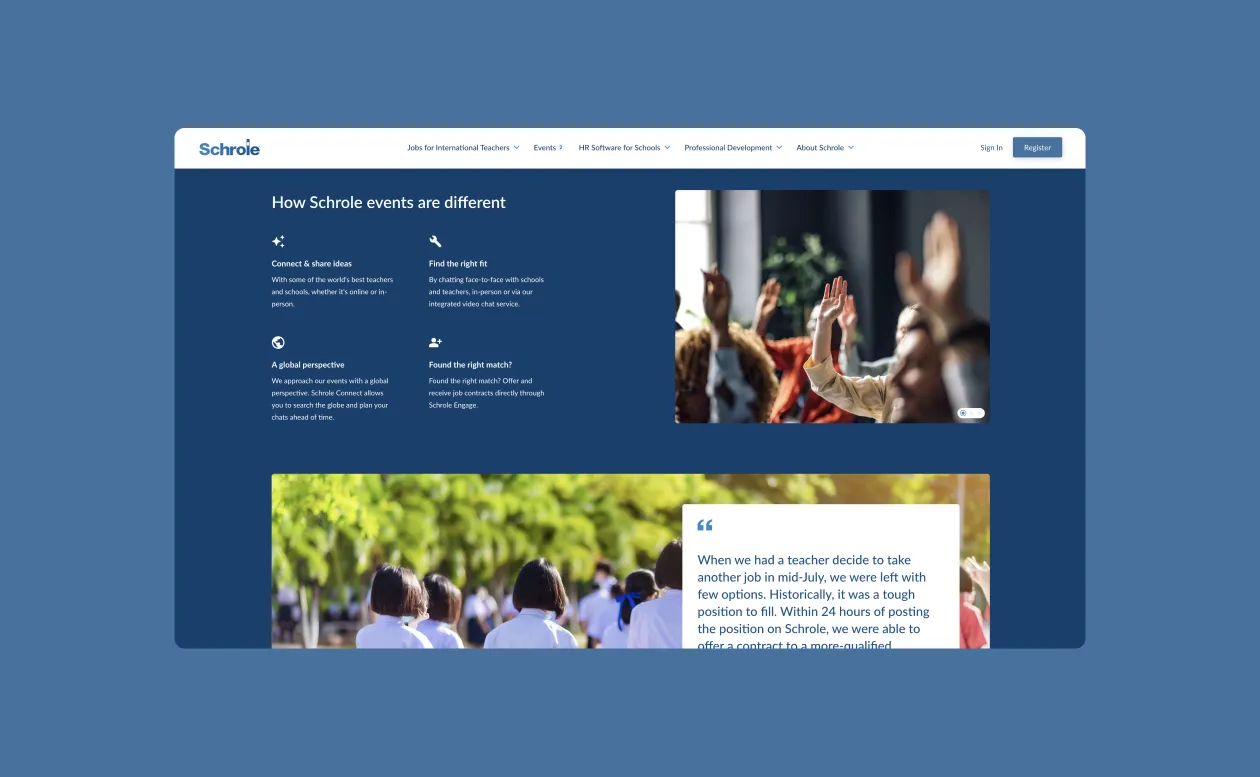 Schrole
Jobs for International Teachers
Events
HR Software for Schools
Professional Development
About Schrole
Sign In
Register
How Schrole events are different
Connect & share ideas
With some of the world's best teachers
and schools, whether it's online or in-
person.
Find the right fit
By chatting face-to-face with schools
and teachers, in-person or via our
integrated video chat service.
A global perspective
We approach our events with a global
perspective. Schrole Connect allows
you to search the globe and plan your
chats ahead of time.
Found the right match?
Found the right match? Offer and
receive job contracts directly through
Schrole Engage.
“
When we had a teacher decide to take
another job in mid-July, we were left with
few options. Historically, it was a tough
position to fill. Within 24 hours of posting
the position on Schrole, we were able to
offer a contract to a more-qualified